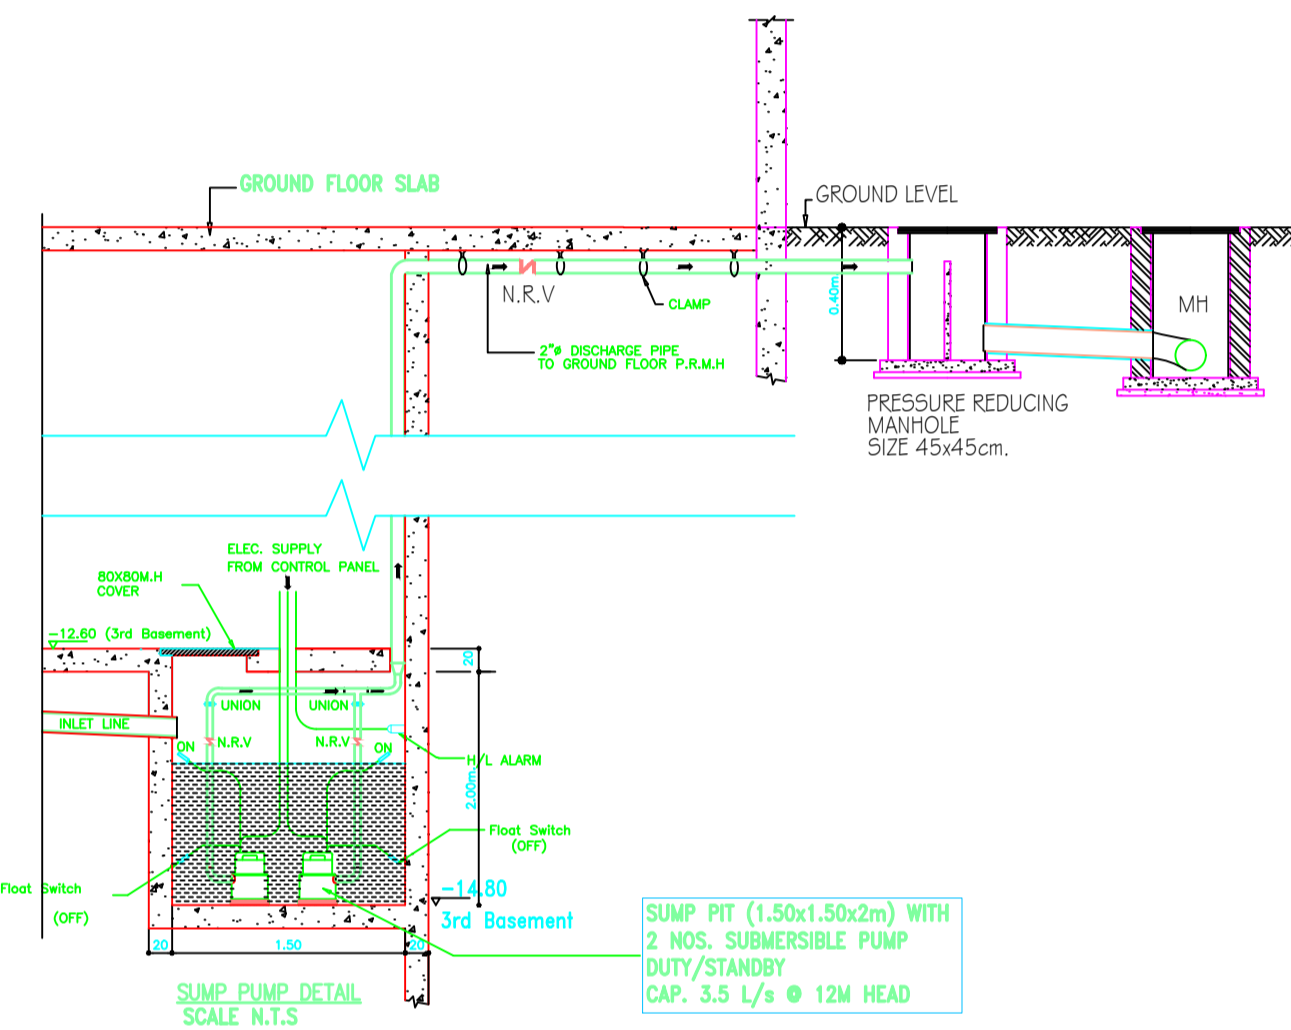 GROUND FLOOR SLAB
GROUND LEVEL
N.R.V
CLAMP
0.40m.
MH
2"ø DISCHARGE PIPE
TO GROUND FLOOR P.R.M.H
PRESSURE REDUCING
MANHOLE
SIZE 45x45cm.
ELEC. SUPPLY
FROM CONTROL PANEL
80X80M.H
COVER
-12.60 (3rd Basement)
20
UNION
UNION
INLET LINE
ON
N.R.V
N.R.V
ON
H/L ALARM
2.00m.
Float Switch
(OFF)
Float Switch
(OFF)
-14.80
3rd Basement
20
1.50
20
SUMP PIT (1.50x1.50x2m) WITH
2 NOS. SUBMERSIBLE PUMP
DUTY/STANDBY
CAP. 3.5 L/s @ 12M HEAD
SUMP PUMP DETAIL
SCALE N.T.S